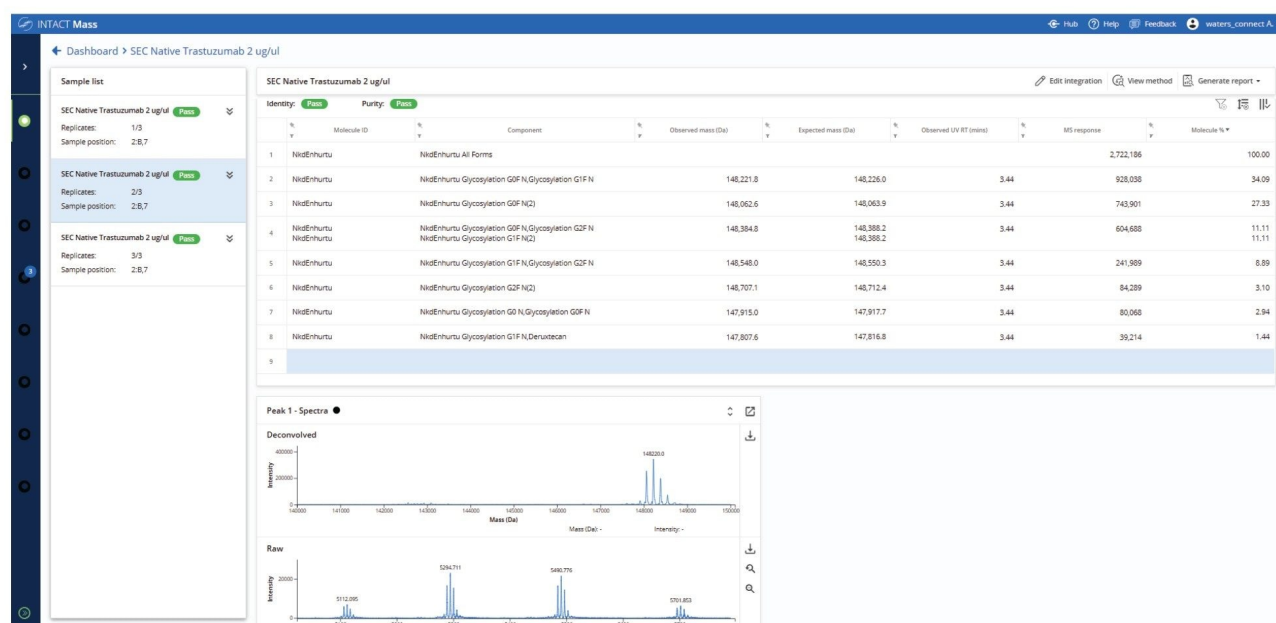 INTACT Mass
Hub Help Feedback waters_connect A.
Dashboard > SEC Native Trastuzumab 2 ug/ul
Sample list
SEC Native Trastuzumab 2 ug/ul Pass
Replicates: 1/3
Sample position: 2:B,7
SEC Native Trastuzumab 2 ug/ul Pass
Replicates: 2/3
Sample position: 2:B,7
3
SEC Native Trastuzumab 2 ug/ul Pass
Replicates: 3/3
Sample position: 2:B,7
SEC Native Trastuzumab 2 ug/ul
Edit integration View method Generate report
Identity: Pass Purity: Pass
Molecule ID Component Observed mass (Da) Expected mass (Da) Observed UV RT (mins) MS response Molecule %
1 NkdEnhurtu NkdEnhurtu All Forms 2,722,186 100.00
2 NkdEnhurtu NkdEnhurtu Glycosylation G0F N,Glycosylation G1F N 148,221.8 148,226.0 3.44 928,038 34.09
3 NkdEnhurtu NkdEnhurtu Glycosylation G0F N(2) 148,062.6 148,063.9 3.44 743,901 27.33
4 NkdEnhurtu NkdEnhurtu Glycosylation G0F N,Glycosylation G2F N 148,384.8 148,388.2 3.44 604,688 11.11
NkdEnhurtu NkdEnhurtu Glycosylation G1F N(2) 148,388.2 11.11
5 NkdEnhurtu NkdEnhurtu Glycosylation G1F N,Glycosylation G2F N 148,548.0 148,550.3 3.44 241,989 8.89
6 NkdEnhurtu NkdEnhurtu Glycosylation G2F N(2) 148,707.1 148,712.4 3.44 84,289 3.10
7 NkdEnhurtu NkdEnhurtu Glycosylation G0 N,Glycosylation G0F N 147,915.0 147,917.7 3.44 80,068 2.94
8 NkdEnhurtu NkdEnhurtu Glycosylation G1F N,Deruxtecan 147,807.6 147,816.8 3.44 39,214 1.44
9
Peak 1 - Spectra
Deconvolved
148220.0
400000
200000
0
Intensity
140000 141000 142000 143000 144000 145000 146000 147000 148000 149000 150000
Mass (Da)
Mass (Da): - Intensity: -
Raw
5294.711 5490.776
5112.095 5701.853
20000
0
Intensity